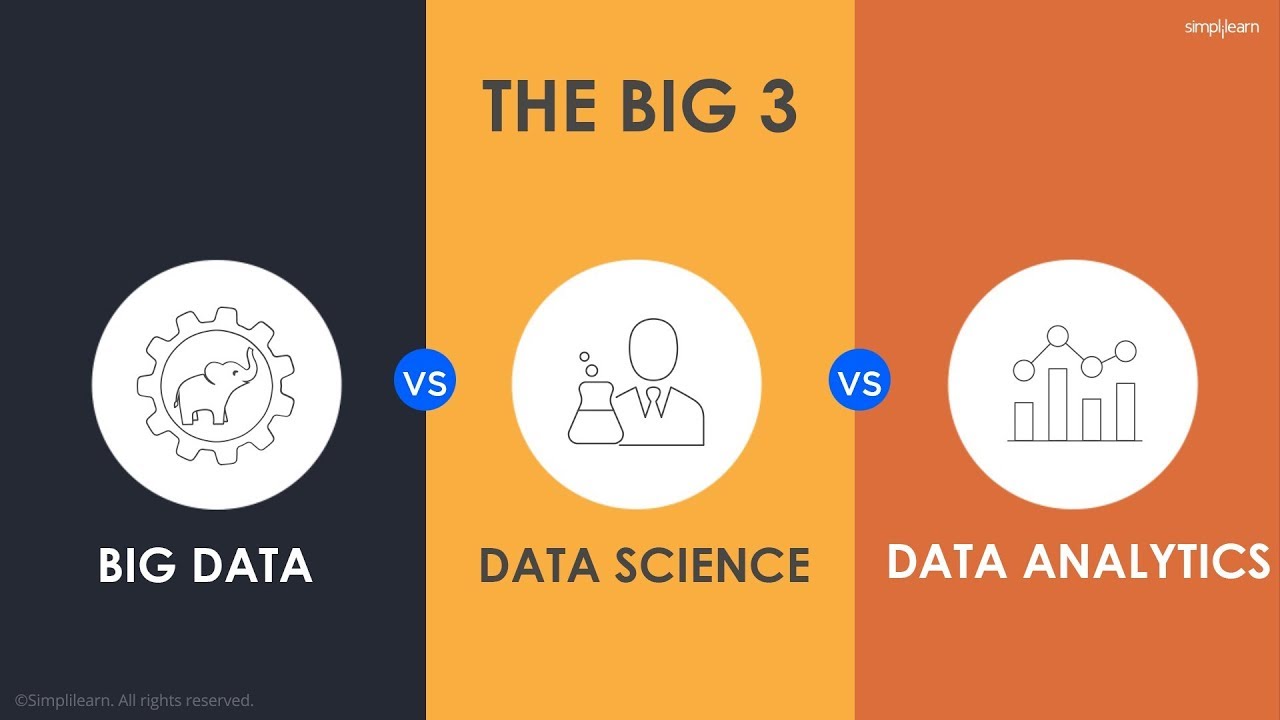 simplilearn
THE BIG 3
VS
VS
BIG DATA
DATA SCIENCE
DATA ANALYTICS
©Simplilearn. All rights reserved.